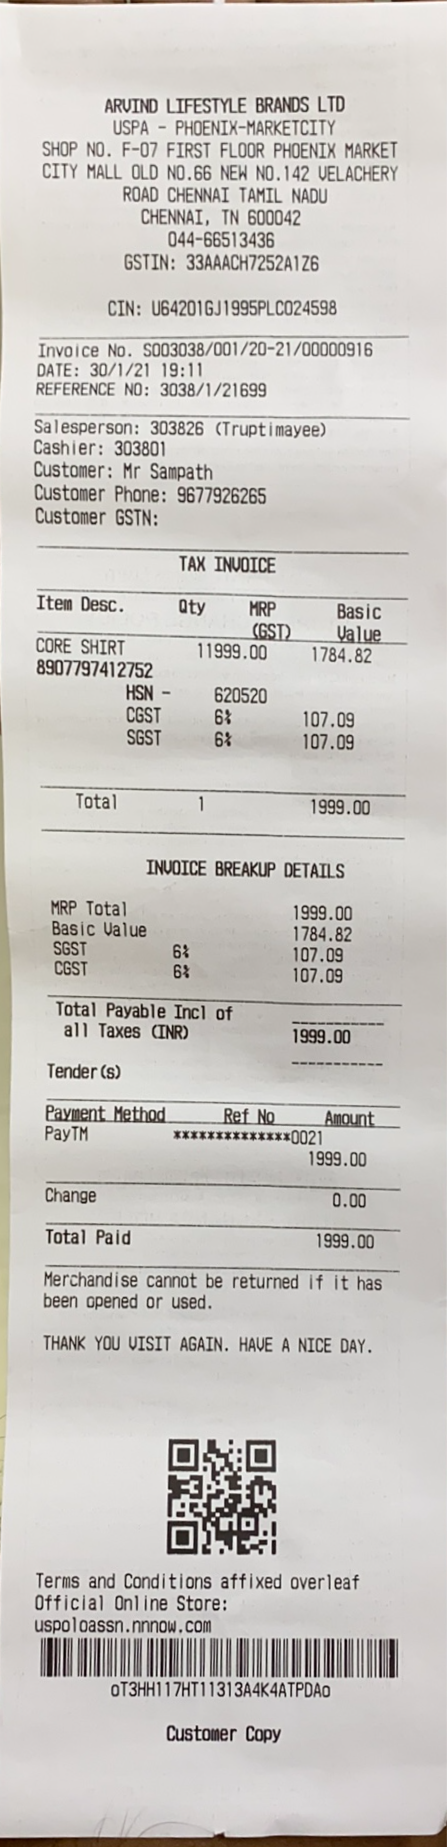 ARVIND LIFESTYLE BRANDS LTD
USPA - PHOENIX-MARKETCITY
SHOP NO. F-07 FIRST FLOOR PHOENIX MARKET
CITY MALL OLD NO.66 NEW NO.142 VELACHERY
ROAD CHENNAI TAMIL NADU
CHENNAI, TN 600042
044-66513436
GSTIN: 33AAACH7252A1Z6
CIN: U64201GJ1995PLC024598
Invoice No. S003038/001/20-21/00000916
DATE: 30/1/21 19:11
REFERENCE NO: 3038/1/21699
Salesperson: 303826 (Truptimayee)
Cashier: 303801
Customer: Mr Sampath
Customer Phone: 9677926265
Customer GSTN:
TAX INVOICE
Item Desc. Qty MRP Basic
(GST) Value
CORE SHIRT 11999.00 1784.82
8907797412752
HSN - 620520
CGST 6% 107.09
SGST 6% 107.09
Total 1 1999.00
INVOICE BREAKUP DETAILS
MRP Total 1999.00
Basic Value 1784.82
SGST 6% 107.09
CGST 6% 107.09
Total Payable Incl of
all Taxes (INR) 1999.00
Tender(s)
Payment Method Ref No Amount
PayTM **************0021
1999.00
Change 0.00
Total Paid 1999.00
Merchandise cannot be returned if it has
been opened or used.
THANK YOU VISIT AGAIN. HAVE A NICE DAY.
Terms and Conditions affixed overleaf
Official Online Store:
uspoloassn.nnnow.com
oT3HH117HT11313A4K4ATPDAo
Customer Copy